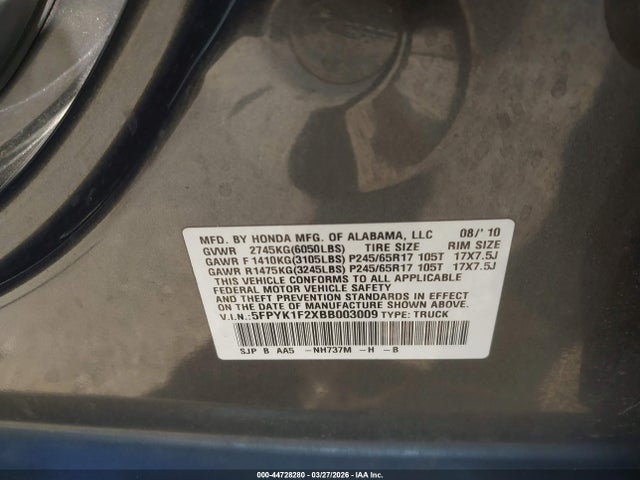 MFD. BY HONDA MFG. OF ALABAMA, LLC 08/'10
GVWR 2745KG(6050LBS) TIRE SIZE RIM SIZE
GAWR F 1410KG(3105LBS) P245/65R17 105T 17X7.5J
GAWR R1475KG(3245LBS) P245/65R17 105T 17X7.5J
THIS VEHICLE CONFORMS TO ALL APPLICABLE
FEDERAL MOTOR VEHICLE SAFETY
AND THEFT PREVENTION STANDARDS IN EFFECT
ON THE DATE OF MANUFACTURE SHOWN ABOVE.
V.I.N.:5FPYK1F2XBB003009 TYPE: TRUCK
SJP B AA5 -NH737M -H -B
000-44728280 — 03/27/2026 — IAA Inc.